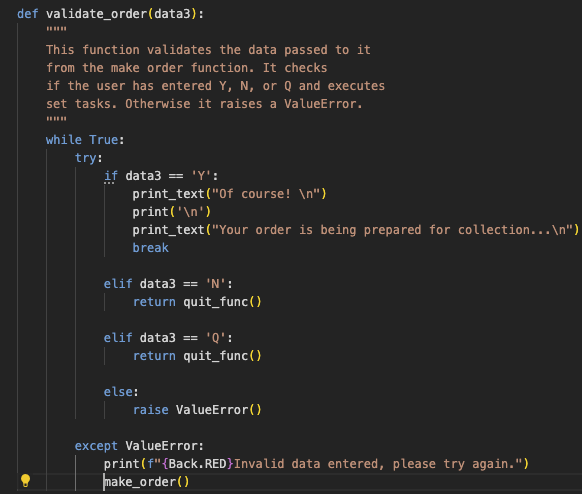 def validate_order(data3):
    """
    This function validates the data passed to it
    from the make order function. It checks
    if the user has entered Y, N, or Q and executes
    set tasks. Otherwise it raises a ValueError.
    """
    while True:
        try:
            if data3 == 'Y':
                print_text("Of course! \n")
                print('\n')
                print_text("Your order is being prepared for collection...\n")
                break

            elif data3 == 'N':
                return quit_func()

            elif data3 == 'Q':
                return quit_func()

            else:
                raise ValueError()

        except ValueError:
            print(f"{Back.RED}Invalid data entered, please try again.")
            make_order()